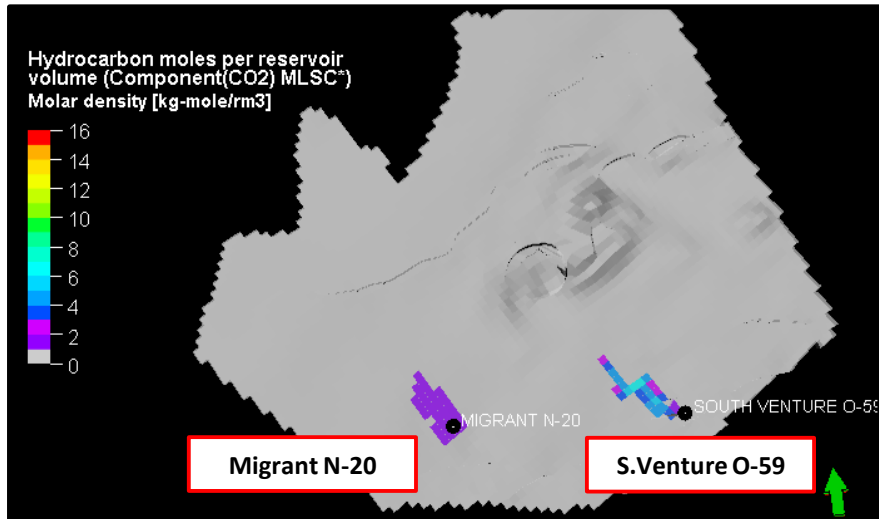 Hydrocarbon moles per reservoir
volume (Component(CO2) MLSC*)
Molar density [kg-mole/rm3]
16
14
12
10
8
6
4
2
0
MIGRANT N-20
SOUTH VENTURE O-59
Migrant N-20
S.Venture O-59